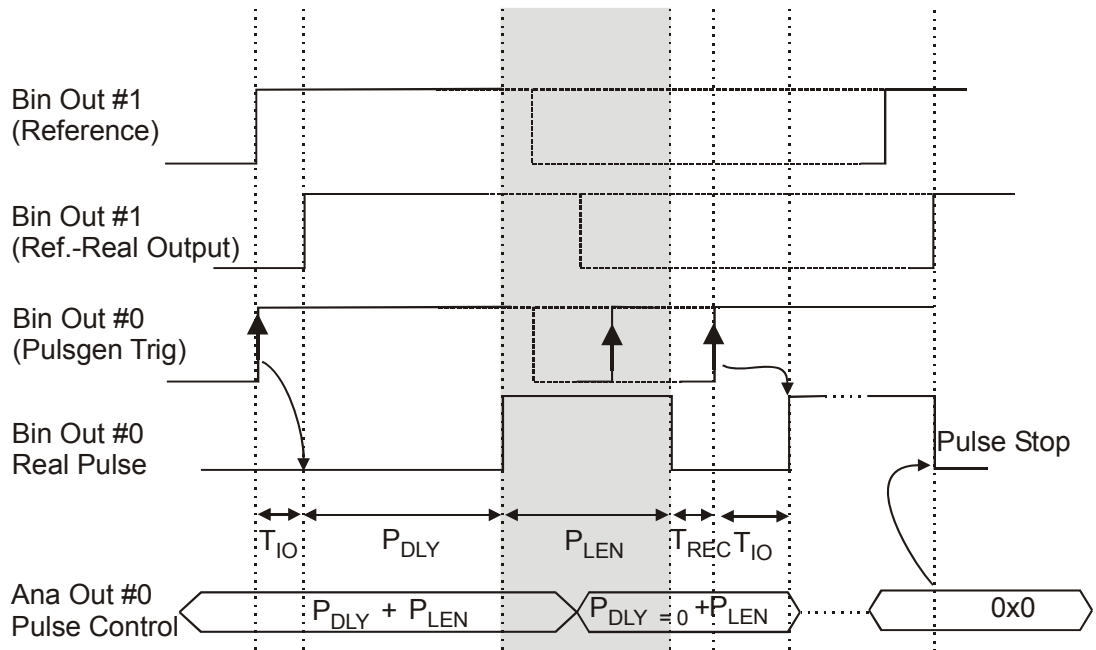 Bin Out #1
(Reference)
Bin Out #1
(Ref.-Real Output)
Bin Out #0
(Pulsgen Trig)
Bin Out #0
Real Pulse
Pulse Stop
TIO
PDLY
PLEN
TREC
TIO
Ana Out #0
Pulse Control
PDLY + PLEN
PDLY = 0 +PLEN
0x0